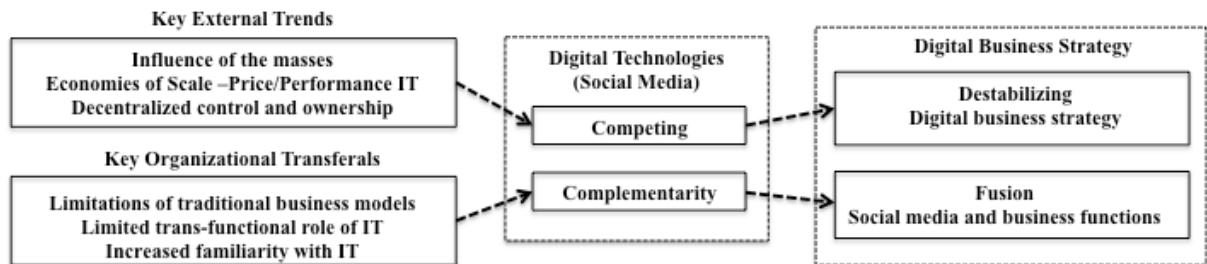 Key External Trends
Influence of the masses
Economies of Scale –Price/Performance IT
Decentralized control and ownership
Key Organizational Transferals
Limitations of traditional business models
Limited trans-functional role of IT
Increased familiarity with IT
Digital Technologies
(Social Media)
Competing
Complementarity
Digital Business Strategy
Destabilizing
Digital business strategy
Fusion
Social media and business functions